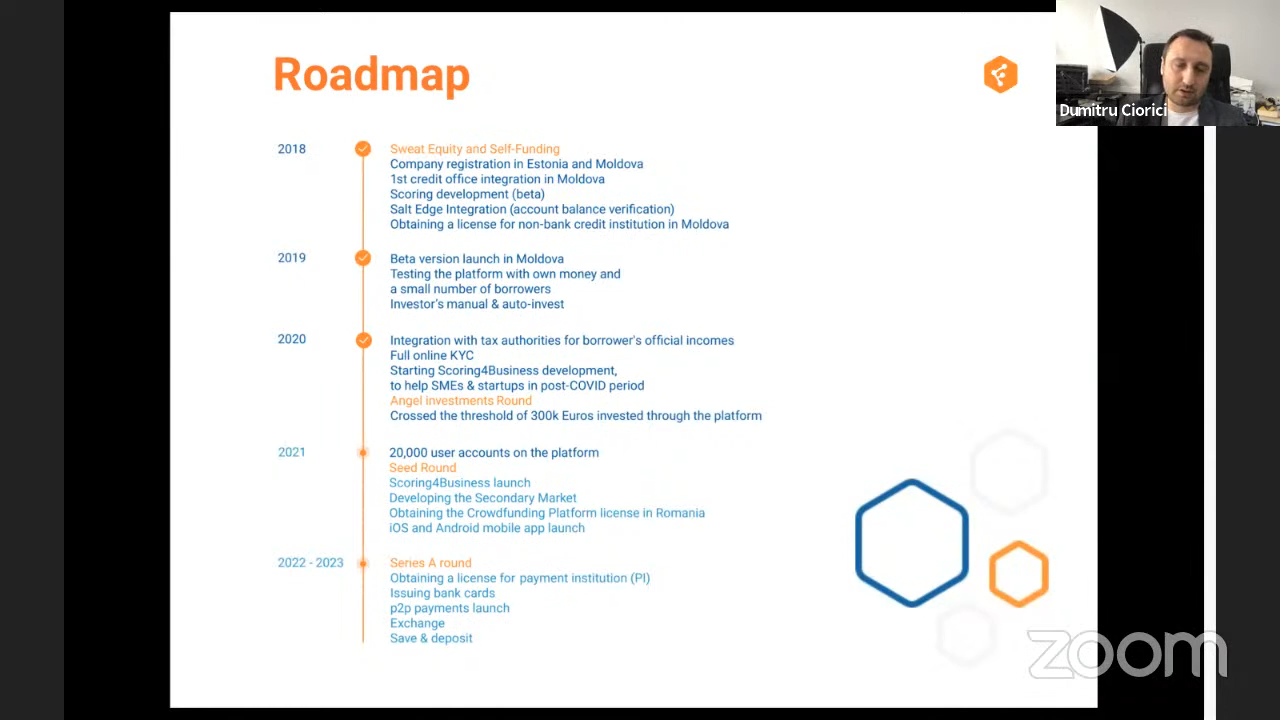 Roadmap
Dumitru Ciorici
2018
Sweat Equity and Self-Funding
Company registration in Estonia and Moldova
1st credit office integration in Moldova
Scoring development (beta)
Salt Edge Integration (account balance verification)
Obtaining a license for non-bank credit institution in Moldova
2019
Beta version launch in Moldova
Testing the platform with own money and
a small number of borrowers
Investor's manual & auto-invest
2020
Integration with tax authorities for borrower's official incomes
Full online KYC
Starting Scoring4Business development,
to help SMEs & startups in post-COVID period
Angel investments Round
Crossed the threshold of 300k Euros invested through the platform
2021
20,000 user accounts on the platform
Seed Round
Scoring4Business launch
Developing the Secondary Market
Obtaining the Crowdfunding Platform license in Romania
iOS and Android mobile app launch
2022 - 2023
Series A round
Obtaining a license for payment institution (PI)
Issuing bank cards
p2p payments launch
Exchange
Save & deposit
zoom